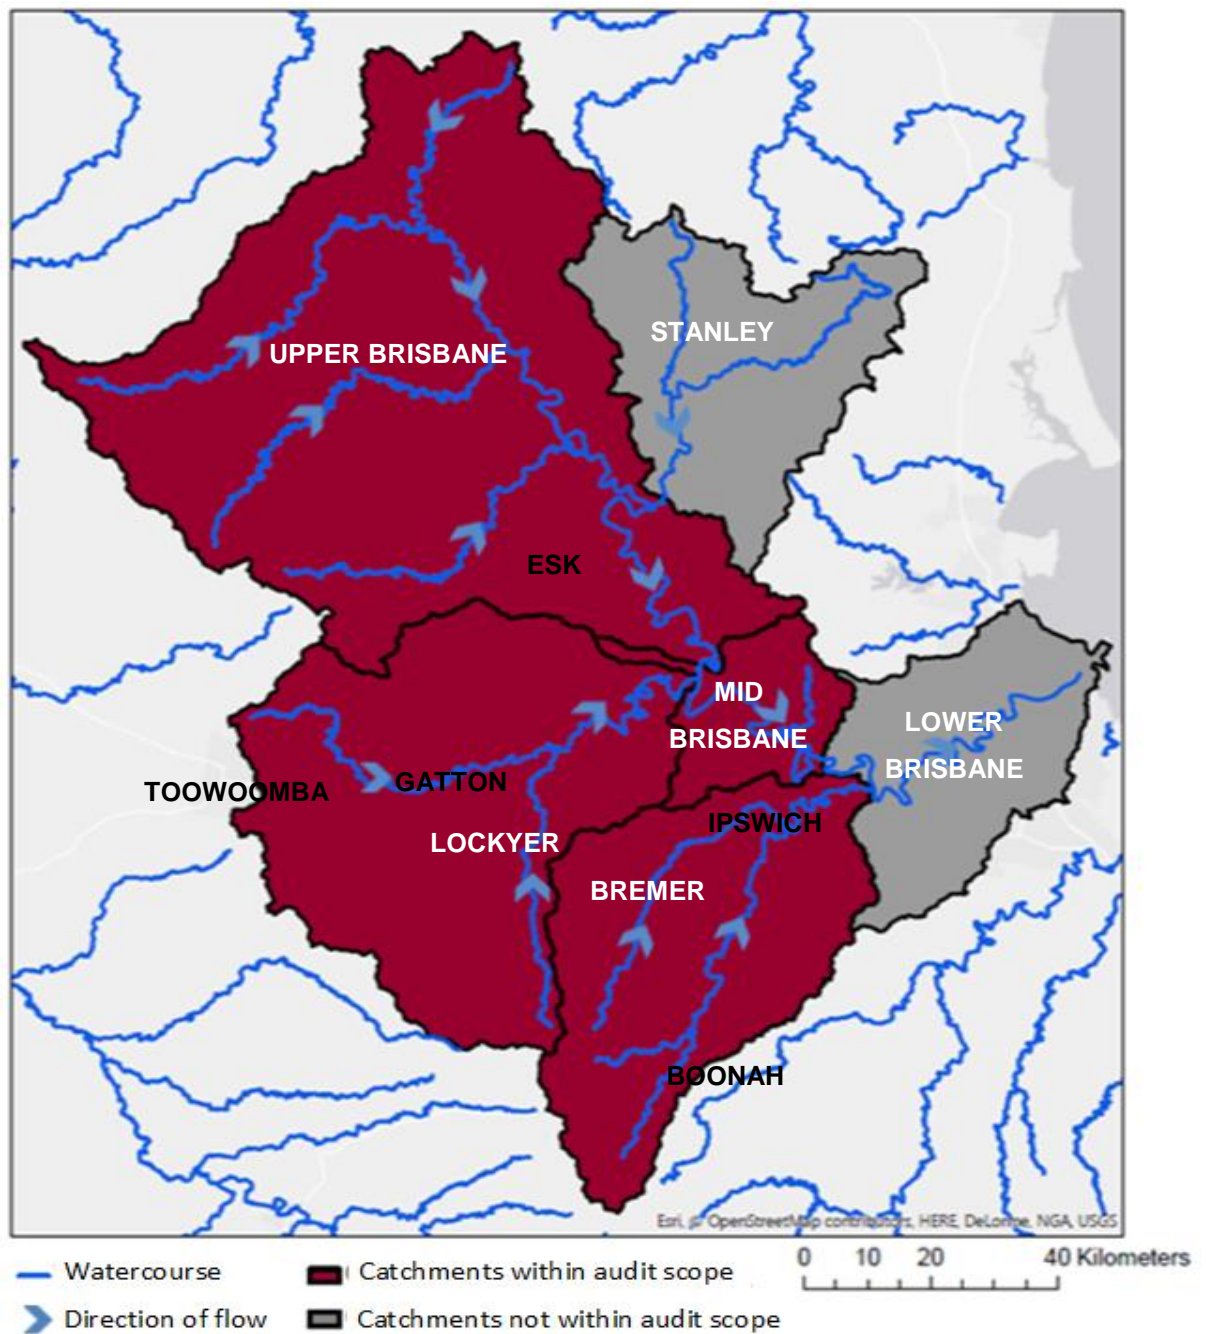 STANLEY
UPPER BRISBANE
ESK
MID
BRISBANE
LOWER
BRISBANE
TOOWOOMBA
GATTON
IPSWICH
LOCKYER
BREMER
BOONAH
Esri, © OpenStreetMap contributors, HERE, DeLorme, NGA, USGS
Watercourse
Catchments within audit scope
0 10 20 40 Kilometers
Direction of flow
Catchments not within audit scope